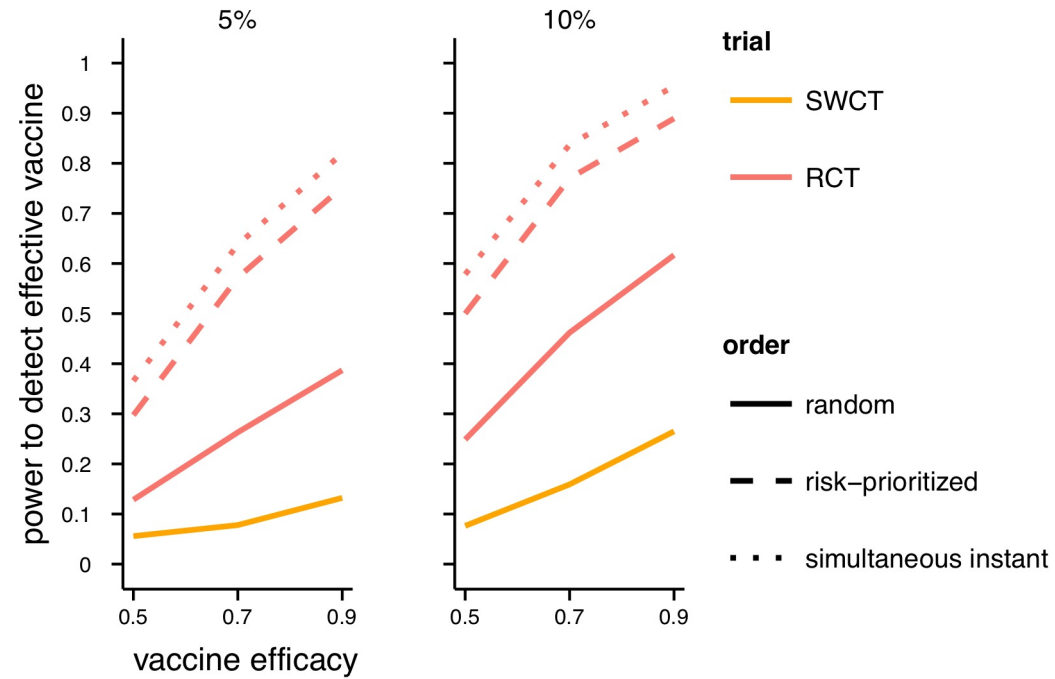 5%
10%
power to detect effective vaccine
1
0.9
0.8
0.7
0.6
0.5
0.4
0.3
0.2
0.1
0
0.5
0.7
0.9
0.5
0.7
0.9
vaccine efficacy
trial
SWCT
RCT
order
random
risk−prioritized
simultaneous instant